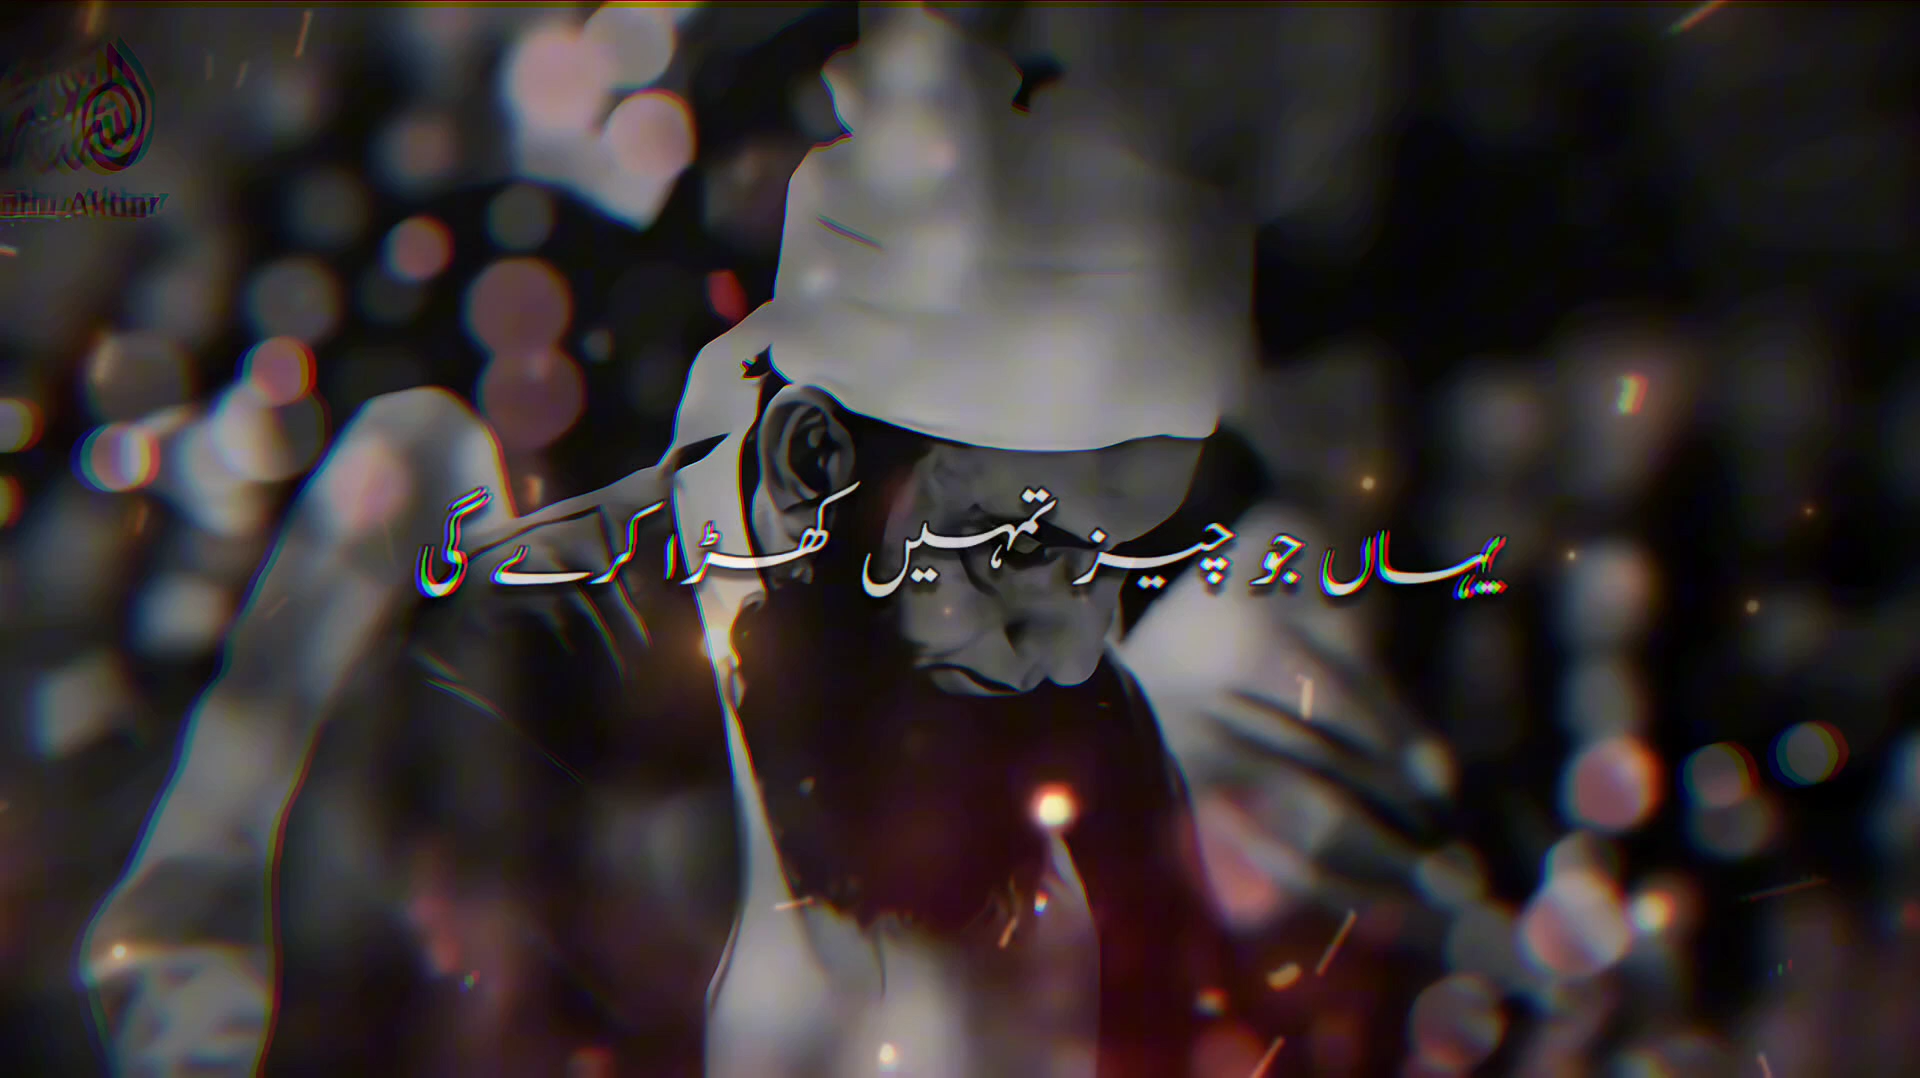 یہاں جو چیز تمہیں کھڑا کرے گی